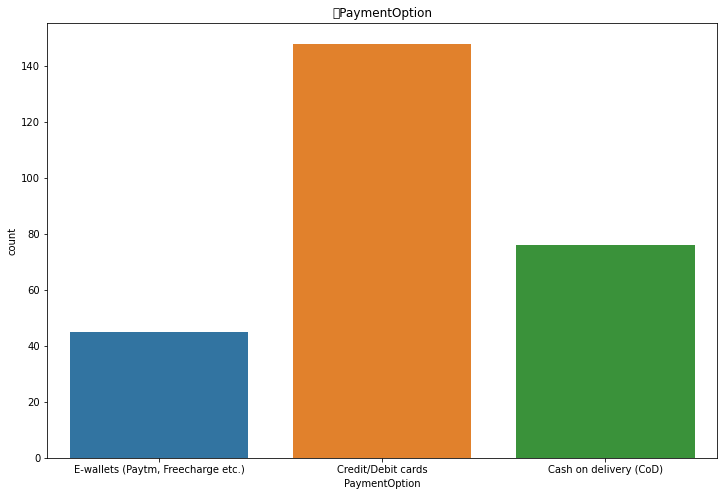 PaymentOption
140
120
100
80
60
40
20
0
count
E-wallets (Paytm, Freecharge etc.) Credit/Debit cards Cash on delivery (CoD)
PaymentOption